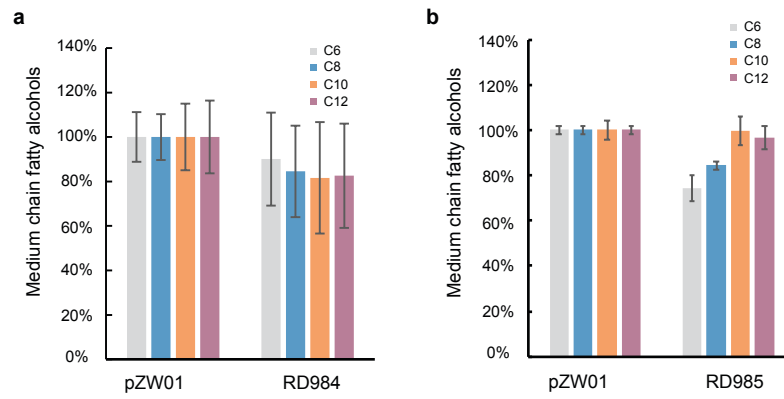 a
140%
120%
100%
80%
60%
40%
20%
0%
Medium chain fatty alcohols
C6
C8
C10
C12
pZW01 RD984
b
140%
120%
100%
80%
60%
40%
20%
0%
Medium chain fatty alcohols
C6
C8
C10
C12
pZW01 RD985